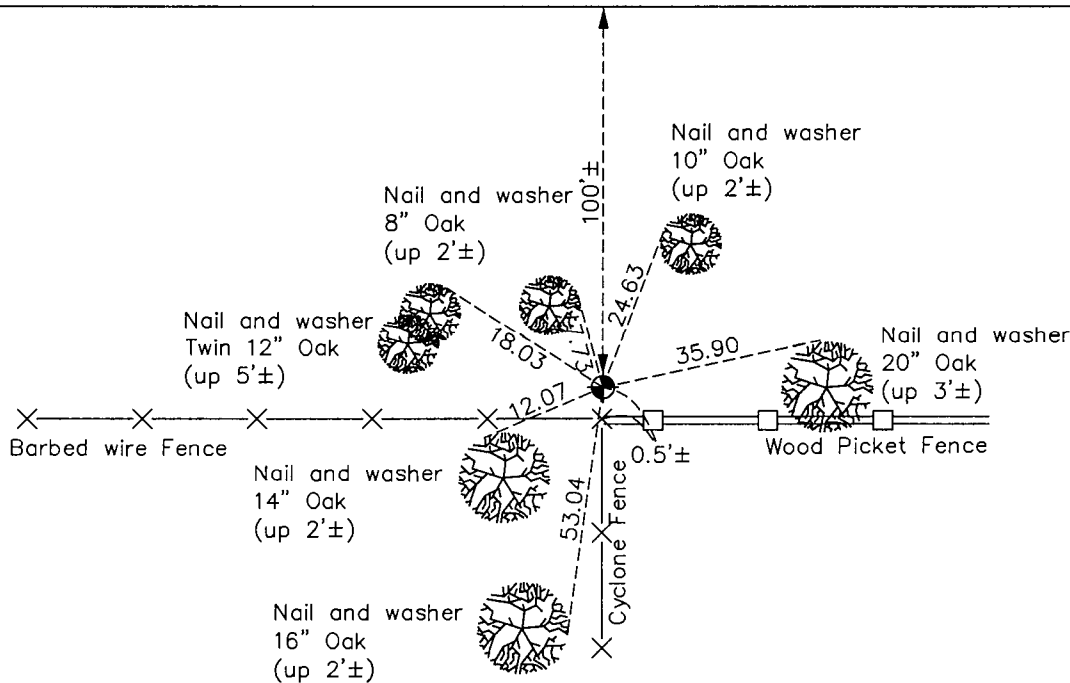 Nail and washer
10" Oak
(up 2'±)
100'±
Nail and washer
8" Oak
(up 2'±)
24.63
7.73
Nail and washer
Twin 12" Oak
(up 5'±)
18.03
35.90
Nail and washer
20" Oak
(up 3'±)
12.07
Barbed wire Fence
Wood Picket Fence
0.5'±
Nail and washer
14" Oak
(up 2'±)
53.04
Cyclone Fence
Nail and washer
16" Oak
(up 2'±)